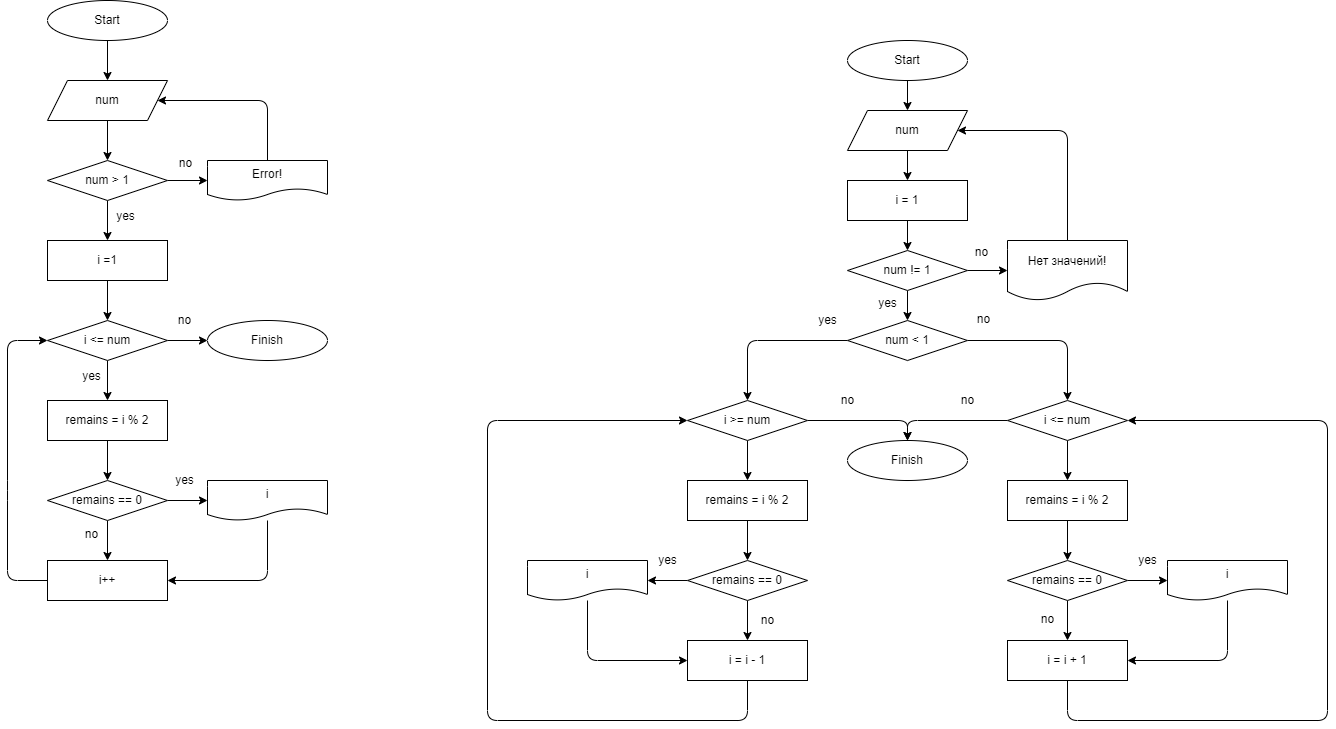 Start
num
num > 1
no
Error!
yes
i =1
i <= num
no
Finish
yes
remains = i % 2
remains == 0
yes
i
no
i++
Start
num
i = 1
num != 1
no
Нет значений!
yes
num < 1
yes
no
i >= num
no
no
i <= num
Finish
remains = i % 2
remains = i % 2
i
yes
remains == 0
remains == 0
yes
i
no
no
i = i - 1
i = i + 1